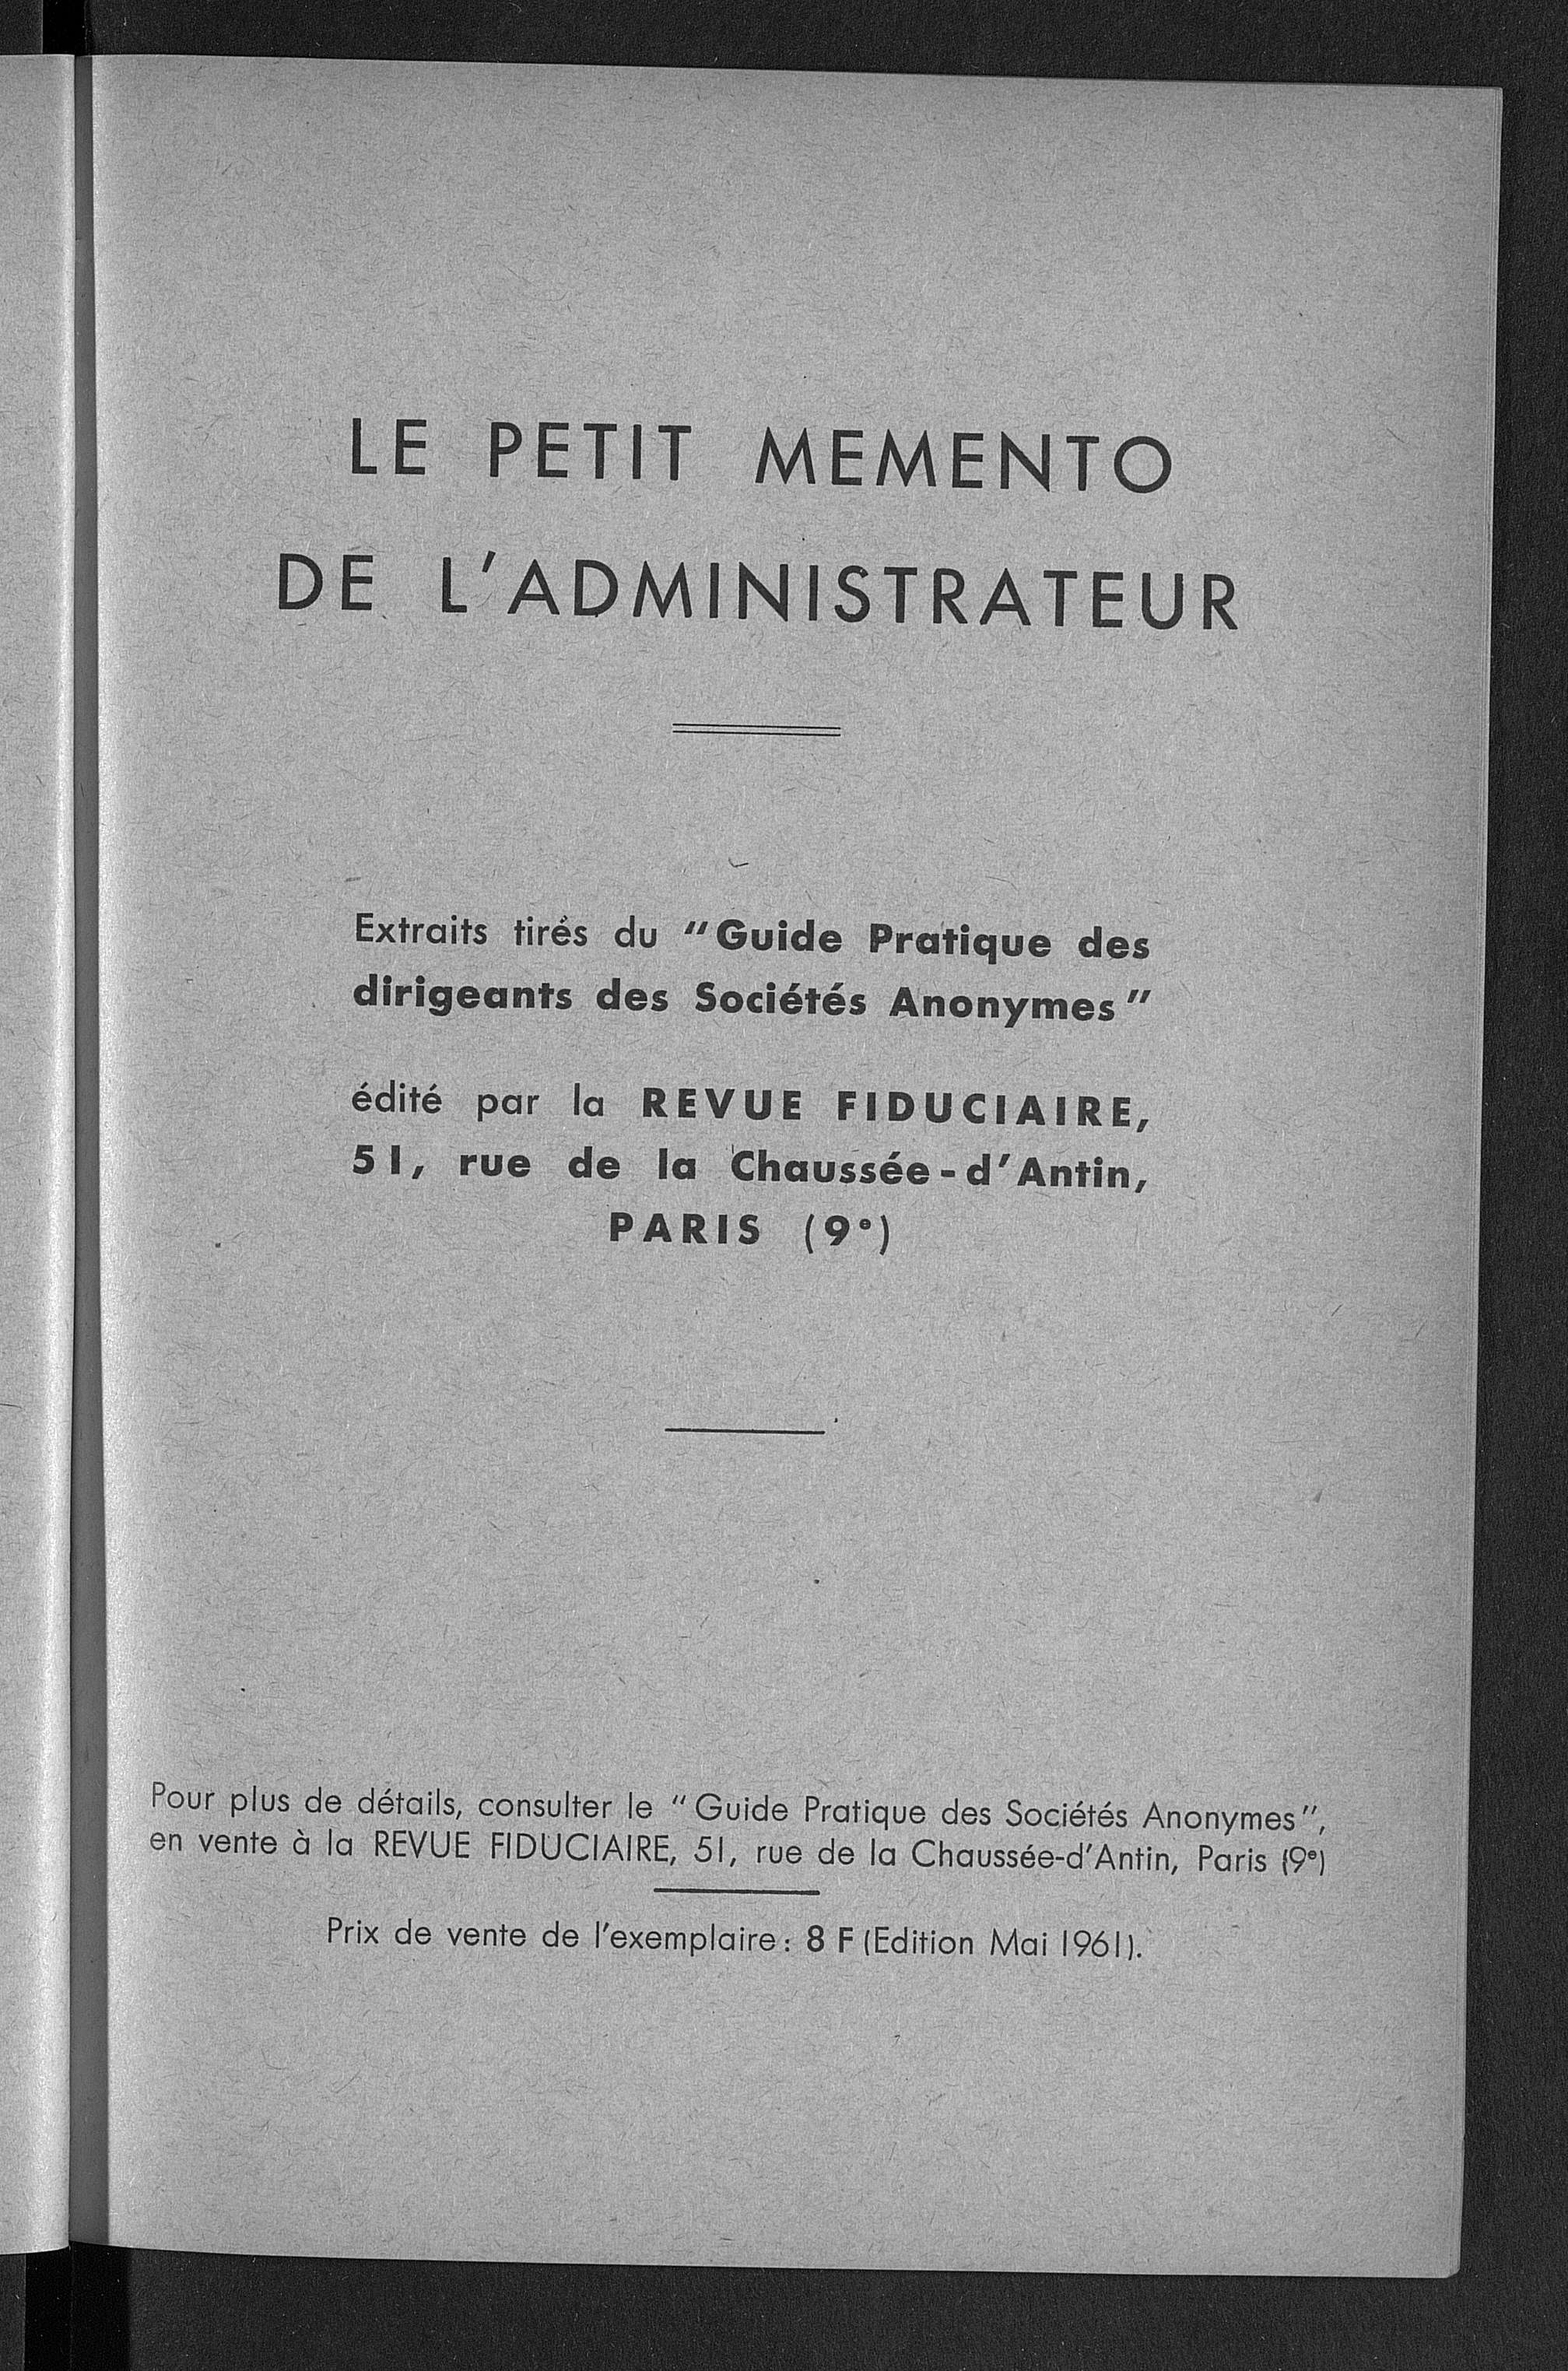 LE PETIT MEMENTO
DE L'ADMINISTRATEUR
Extraits tirés du "Guide Pratique des
dirigeants des Sociétés Anonymes"
édité par la REVUE FIDUCIAIRE,
51, rue de la Chaussée-d'Antin,
PARIS (9e)
Pour plus de détails, consulter le "Guide Pratique des Sociétés Anonymes",
en vente à la REVUE FIDUCIAIRE, 51, rue de la Chaussée-d'Antin, Paris (9e)
Prix de vente de l'exemplaire: 8 F (Edition Mai 1961).